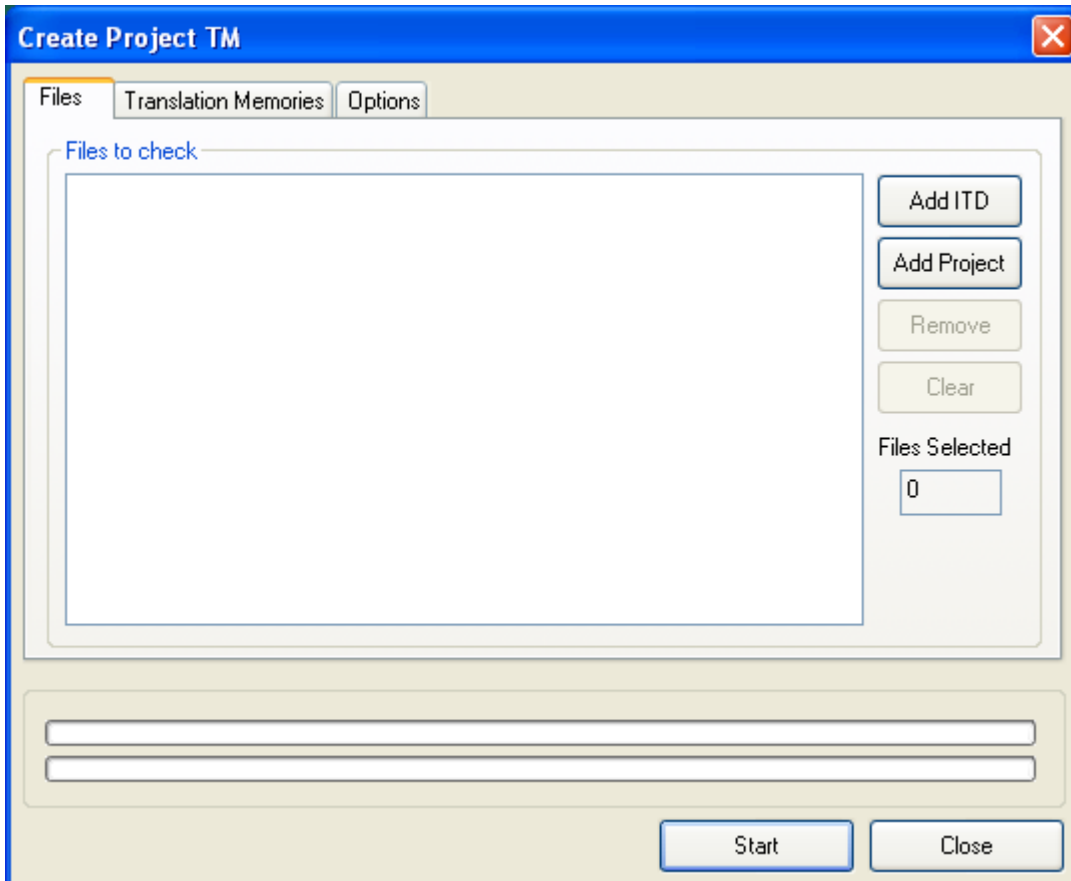 Create Project TM
Files Translation Memories Options
Files to check
Add ITD
Add Project
Remove
Clear
Files Selected
0
Start Close